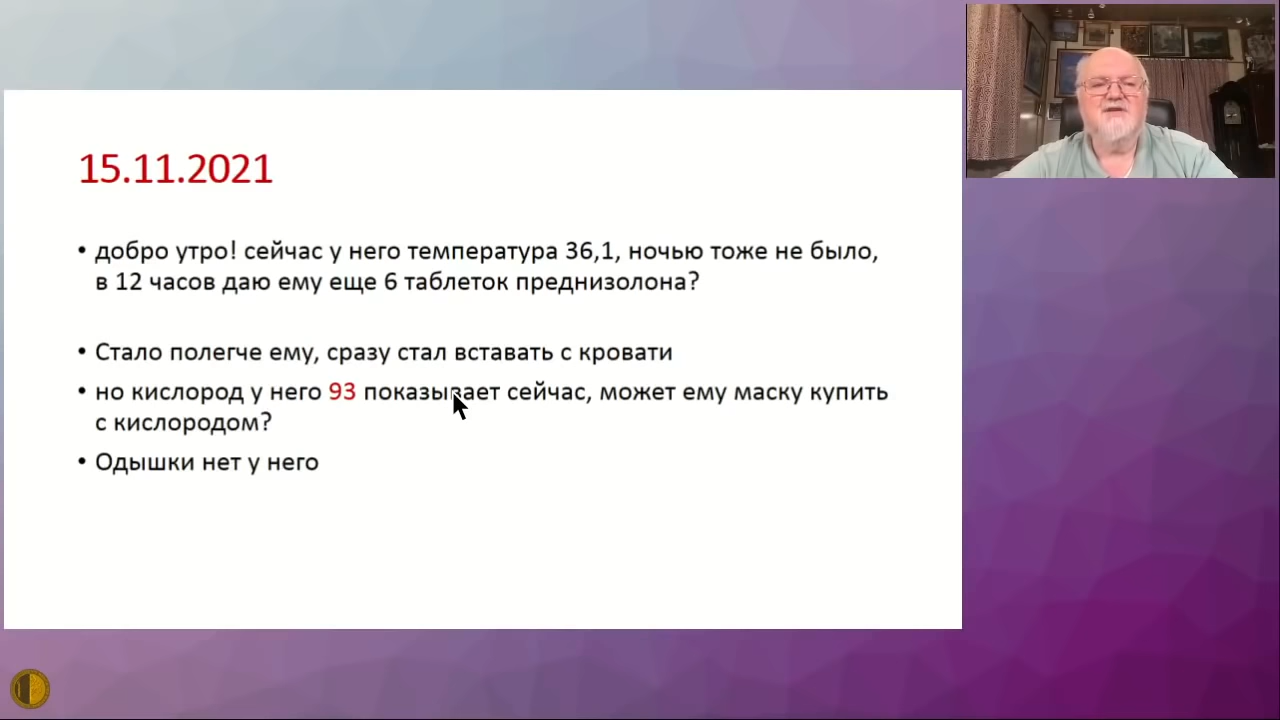 15.11.2021
• добро утро! сейчас у него температура 36,1, ночью тоже не было,
в 12 часов даю ему еще 6 таблеток преднизолона?
• Стало полегче ему, сразу стал вставать с кровати
• но кислород у него 93 показывает сейчас, может ему маску купить
с кислородом?
• Одышки нет у него